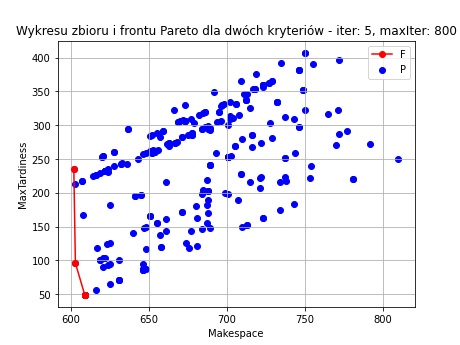 Wykresu zbioru i frontu Pareto dla dwóch kryteriów - iter: 5, maxIter: 800
F
P
400
350
300
250
200
150
100
50
MaxTardiness
600
650
700
750
800
Makespace